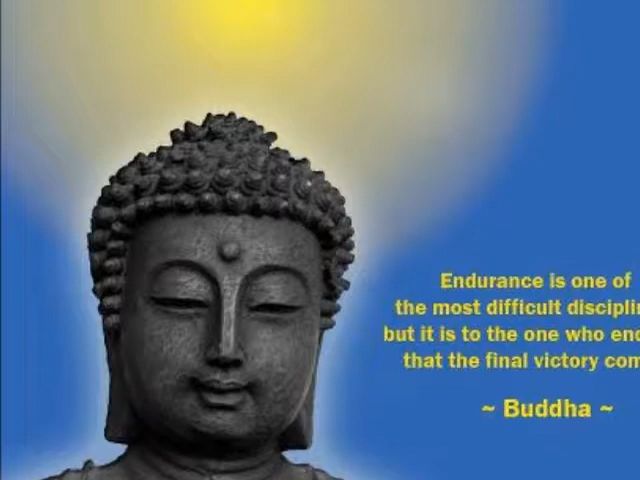 Endurance is one of
the most difficult
but it is to the one who
that the final victory
~ Buddha ~